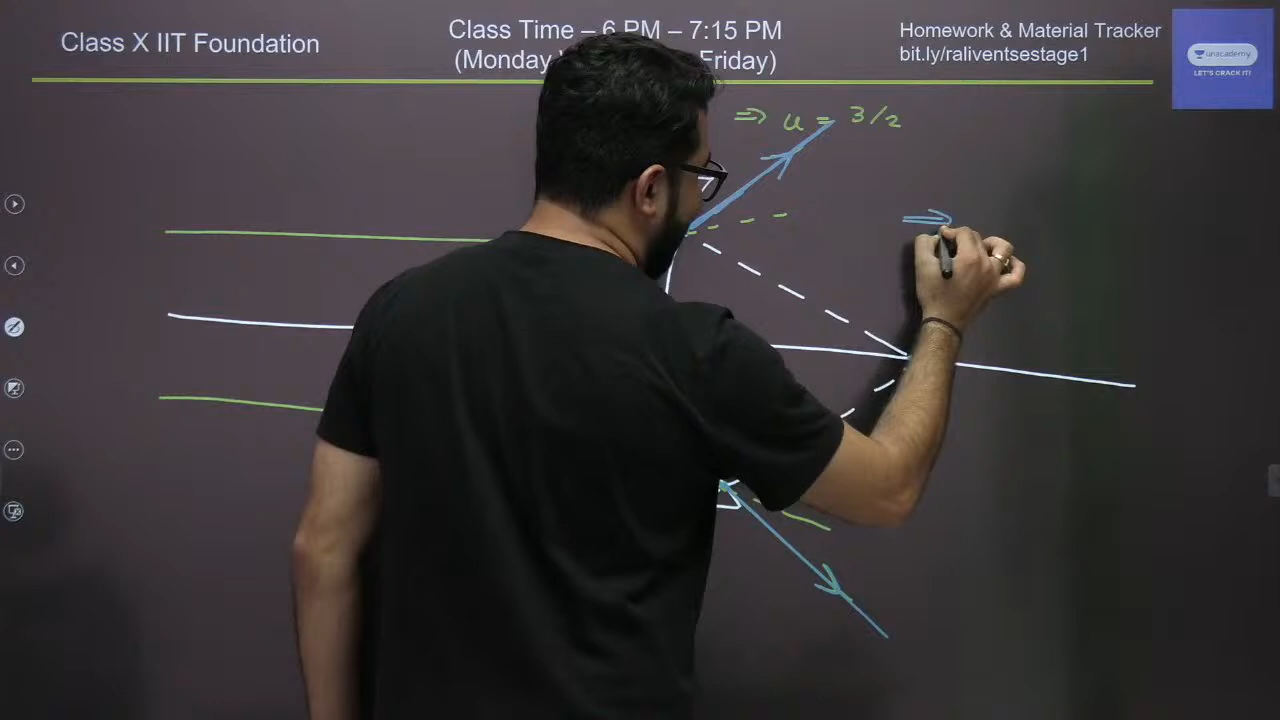 Class X IIT Foundation
Class Time – 6 PM – 7:15 PM
(Monday Friday)
Homework & Material Tracker
bit.ly/raliventsestage1
unacademy
LET'S CRACK IT!
⇒ u = 3/2
⇒